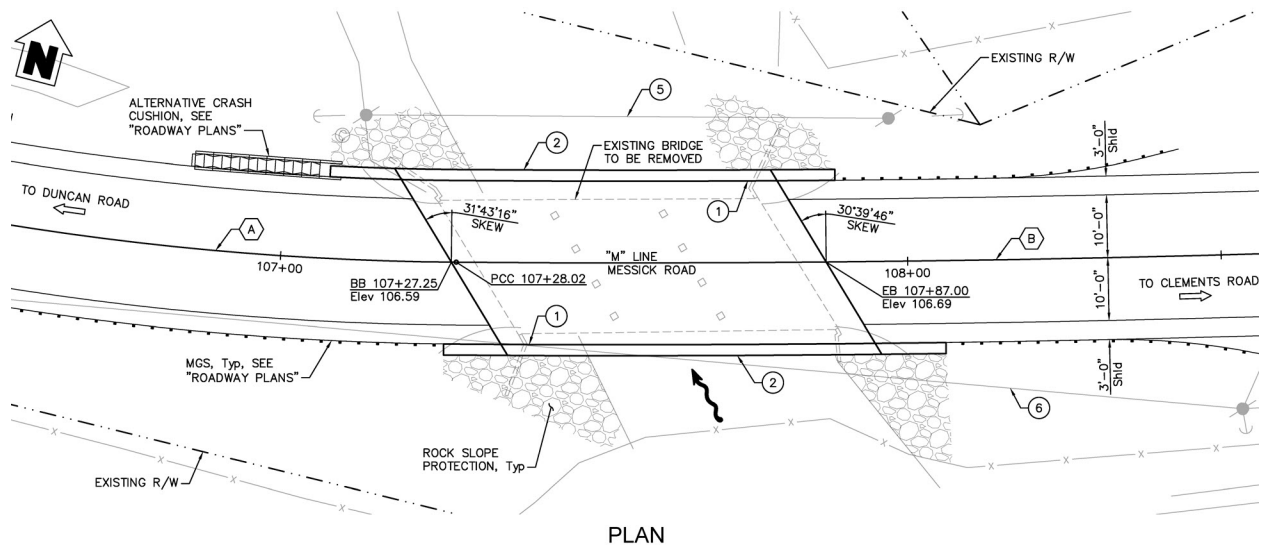 N
ALTERNATIVE CRASH
CUSHION, SEE
"ROADWAY PLANS"
5
EXISTING R/W
2
EXISTING BRIDGE
TO BE REMOVED
3'-0"
Shld
TO DUNCAN ROAD
A
31°43'16"
SKEW
1
30°39'46"
SKEW
10'-0"
B
107+00
"M" LINE
MESSICK ROAD
108+00
BB 107+27.25
Elev 106.59
PCC 107+28.02
EB 107+87.00
Elev 106.69
10'-0"
TO CLEMENTS ROAD
1
MGS, Typ, SEE
"ROADWAY PLANS"
2
3'-0"
Shld
6
ROCK SLOPE
PROTECTION, Typ
EXISTING R/W
x
x
x
x
x
x
x
x
x
x
x
PLAN